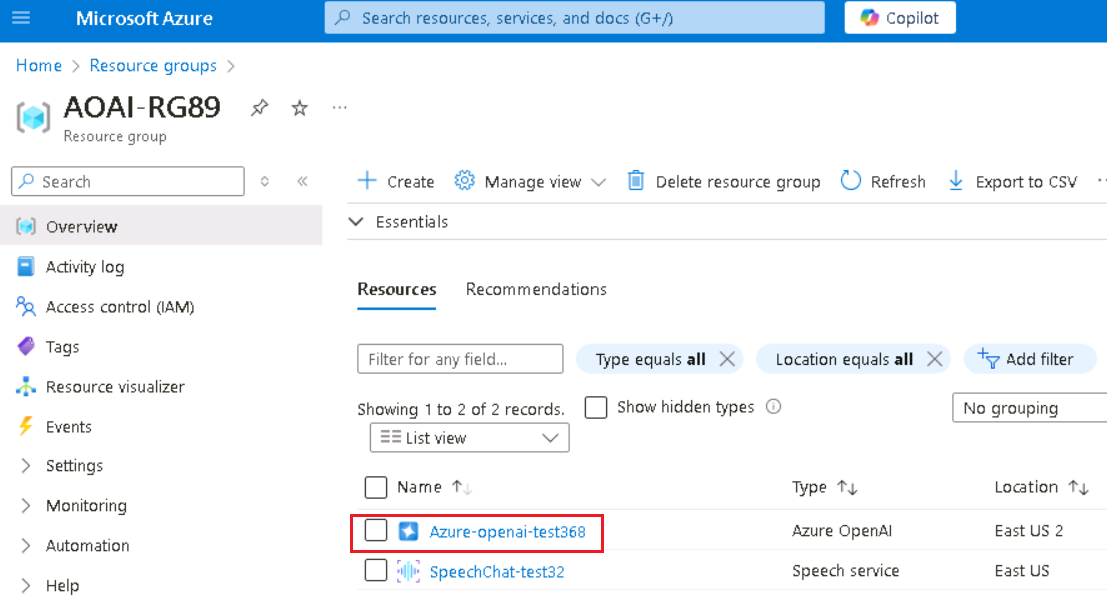 Microsoft Azure
Search resources, services, and docs (G+/)
Copilot
Home > Resource groups >
AOAI-RG89
Resource group
Search
Create
Manage view
Delete resource group
Refresh
Export to CSV
Overview
Activity log
Access control (IAM)
Tags
Resource visualizer
Events
Settings
Monitoring
Automation
Help
Essentials
Resources
Recommendations
Filter for any field...
Type equals all
Location equals all
Add filter
Showing 1 to 2 of 2 records.
Show hidden types
No grouping
List view
Name Type Location
Azure-openai-test368 Azure OpenAI East US 2
SpeechChat-test32 Speech service East US